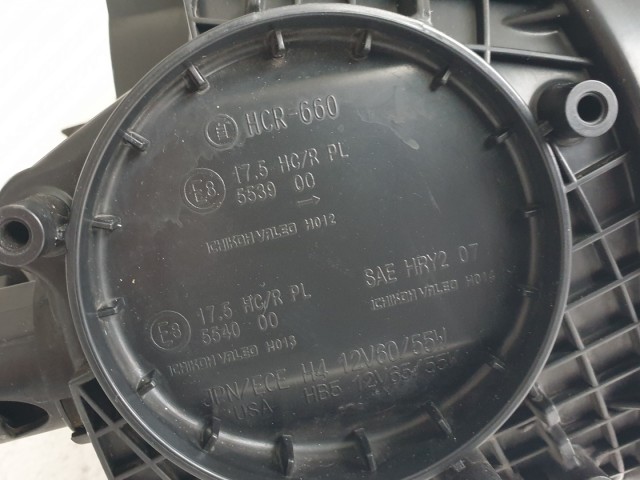 HCR-660
E8 17.5 HC/R PL
5539 00
→
ICHIKOH VALEO H012
SAE HRY2 07
ICHIKOH VALEO H014
E8 17.5 HC/R PL
5540 00
ICHIKOH VALEO H013
JPN/ECE H4 12V60/55W
USA HB5 12V65/55W